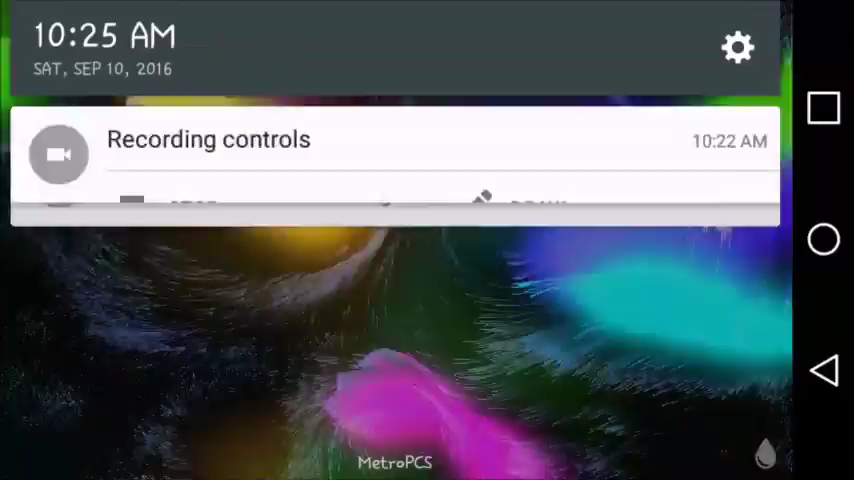 10:25 AM
SAT, SEP 10, 2016
Recording controls
10:22 AM
MetroPCS